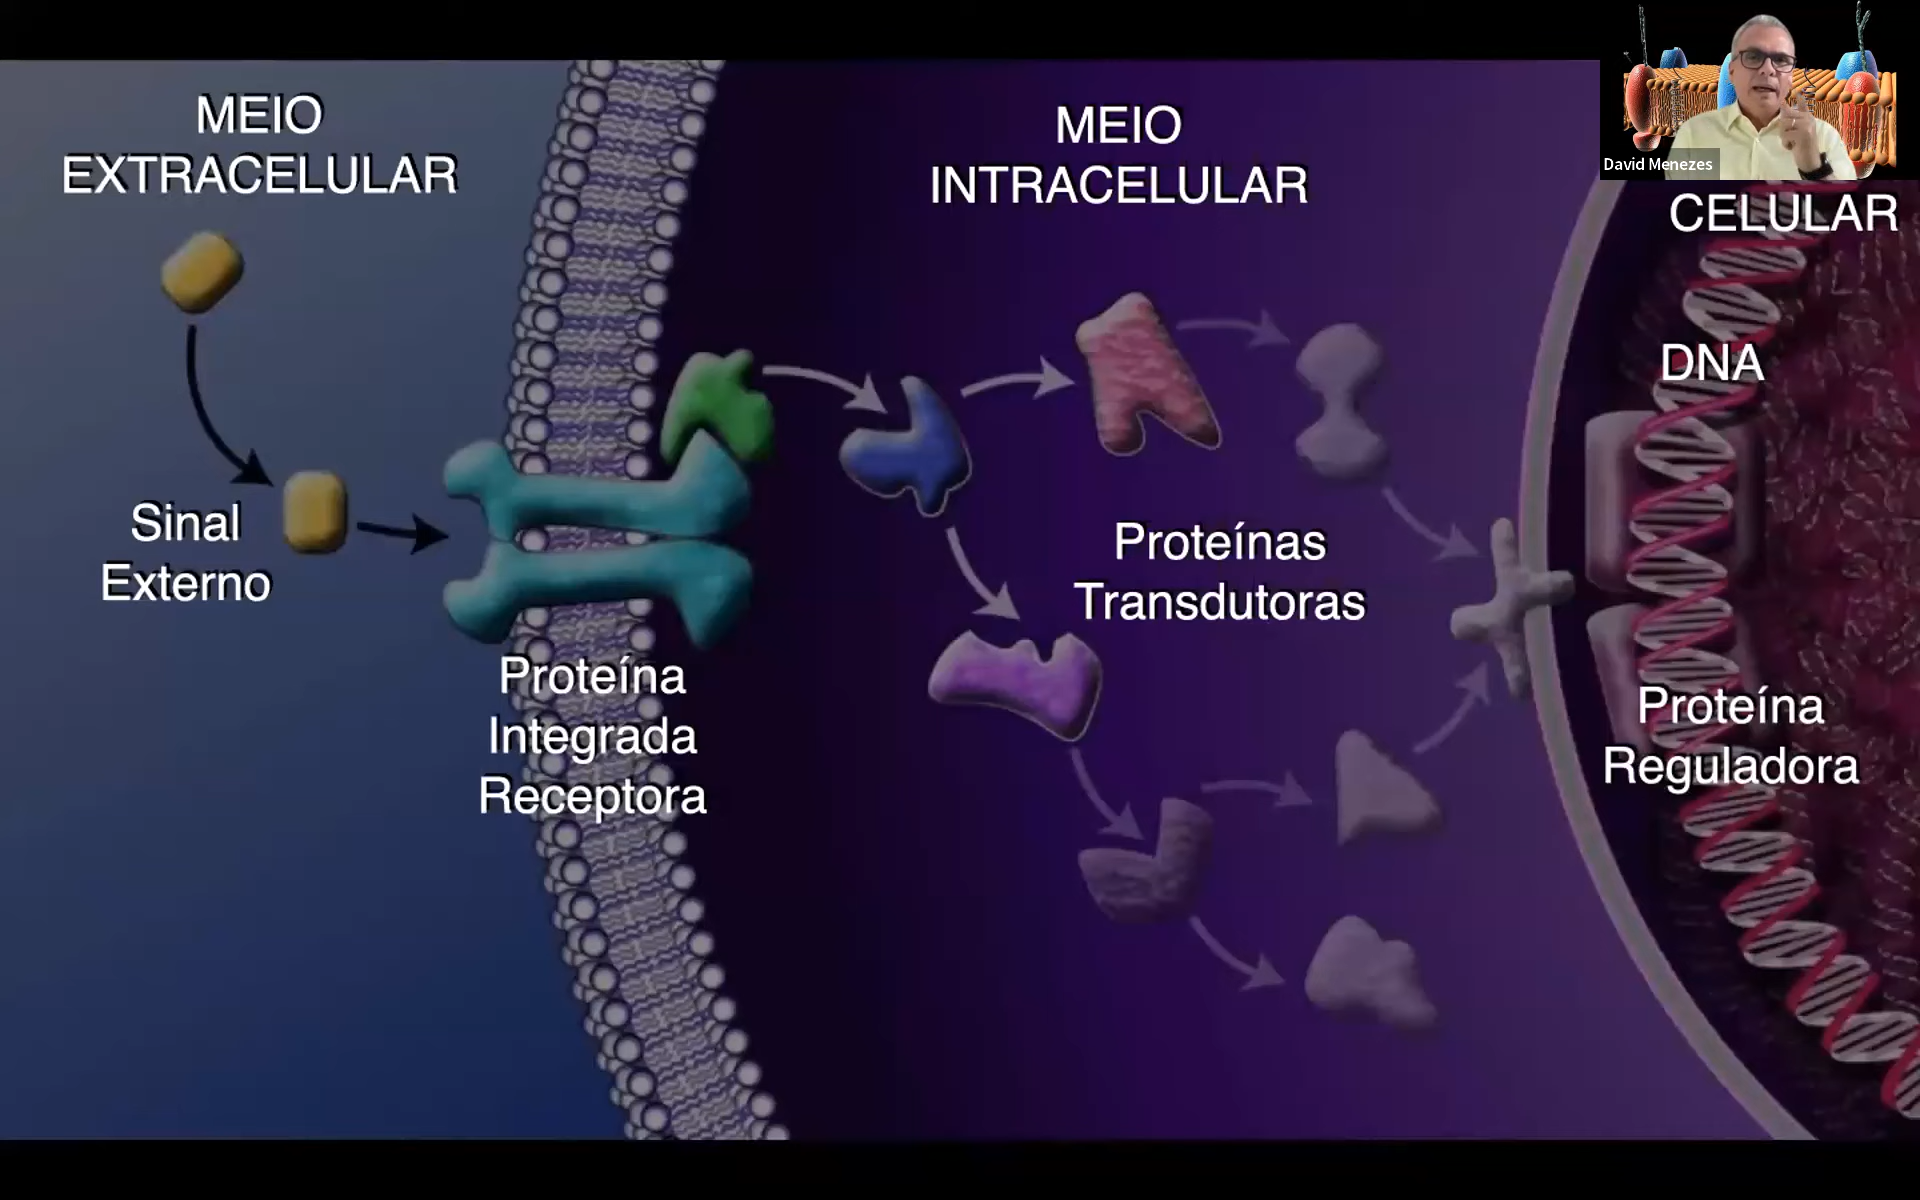 MEIO
EXTRACELULAR
MEIO
INTRACELULAR
David Menezes
CELULAR
DNA
Sinal
Externo
Proteínas
Transdutoras
Proteína
Integrada
Receptora
Proteína
Reguladora